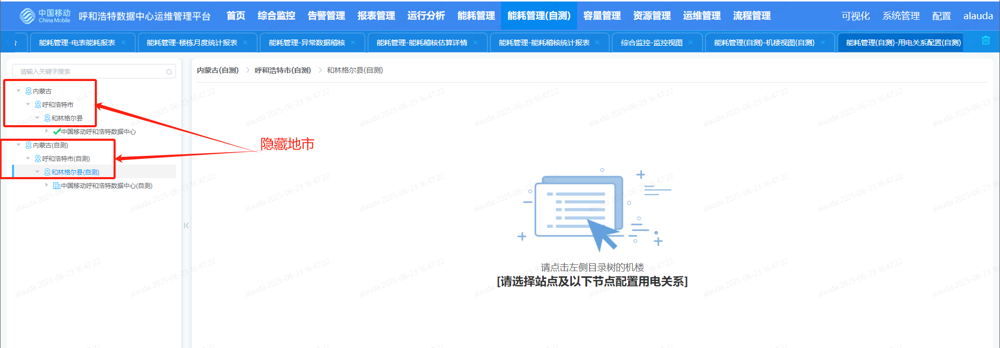 中国移动
China Mobile
呼和浩特数据中心运维管理平台
首页 综合监控 告警管理 报表管理 运行分析 能耗管理 能耗管理(自测) 容量管理 资源管理 运维管理 流程管理
可视化 系统管理 配置 alauda
能耗管理-电表能耗报表 × 能耗管理-楼栋月度统计报表 × 能耗管理-异常数据稽核 × 能耗管理-能耗稽核估算详情 × 能耗管理-能耗稽核统计报表 × 综合监控-监控视图 × 能耗管理(自测)-机楼视图(自测) × 能耗管理(自测)-用电关系配置(自测)
请输入关键字搜索
内蒙古(自测) > 呼和浩特市(自测) > 和林格尔县(自测)
内蒙古
呼和浩特市
和林格尔县
中国移动呼和浩特数据中心
内蒙古(自测)
呼和浩特市(自测)
和林格尔县(自测)
中国移动呼和浩特数据中心(自测)
隐藏地市
请点击左侧目录树的机楼
[请选择站点及以下节点配置用电关系]
alauda 2025-06-23 16:47:22